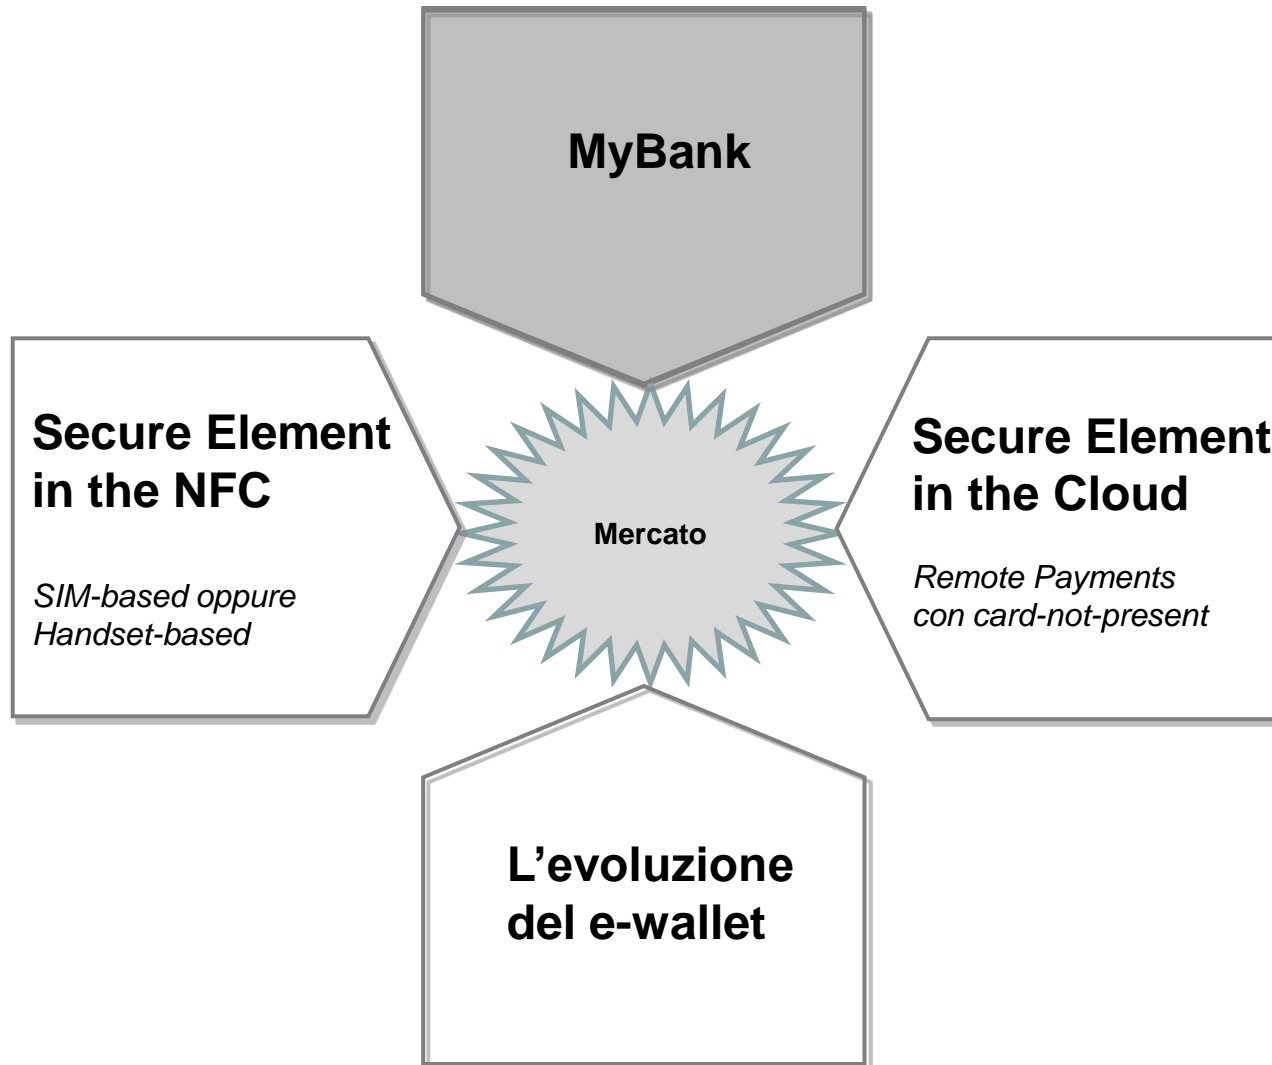 MyBank
Secure Element
in the NFC
SIM-based oppure
Handset-based
Mercato
Secure Element
in the Cloud
Remote Payments
con card-not-present
L’evoluzione
del e-wallet